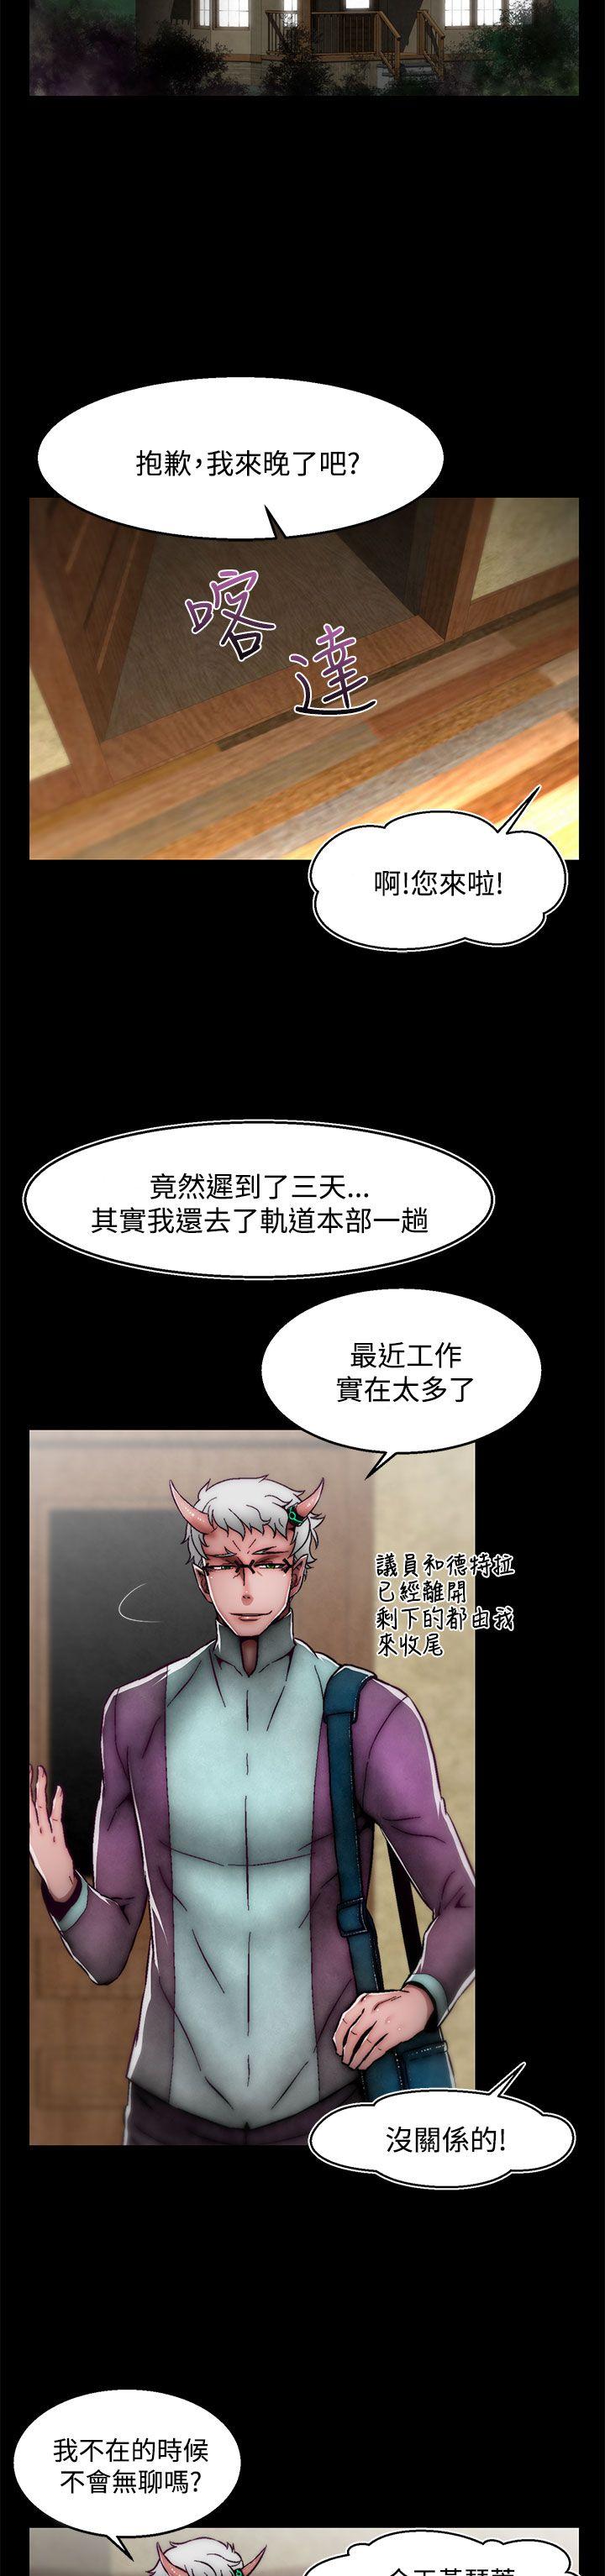 抱歉，我來晚了吧？
喀
達
啊！您來啦！
竟然遲到了三天...
其實我還去了軌道本部一趟
最近工作
實在太多了
議員和德特拉
已經離開
剩下的都由我
來收尾
沒關係的！
我不在的時候
不會無聊嗎？